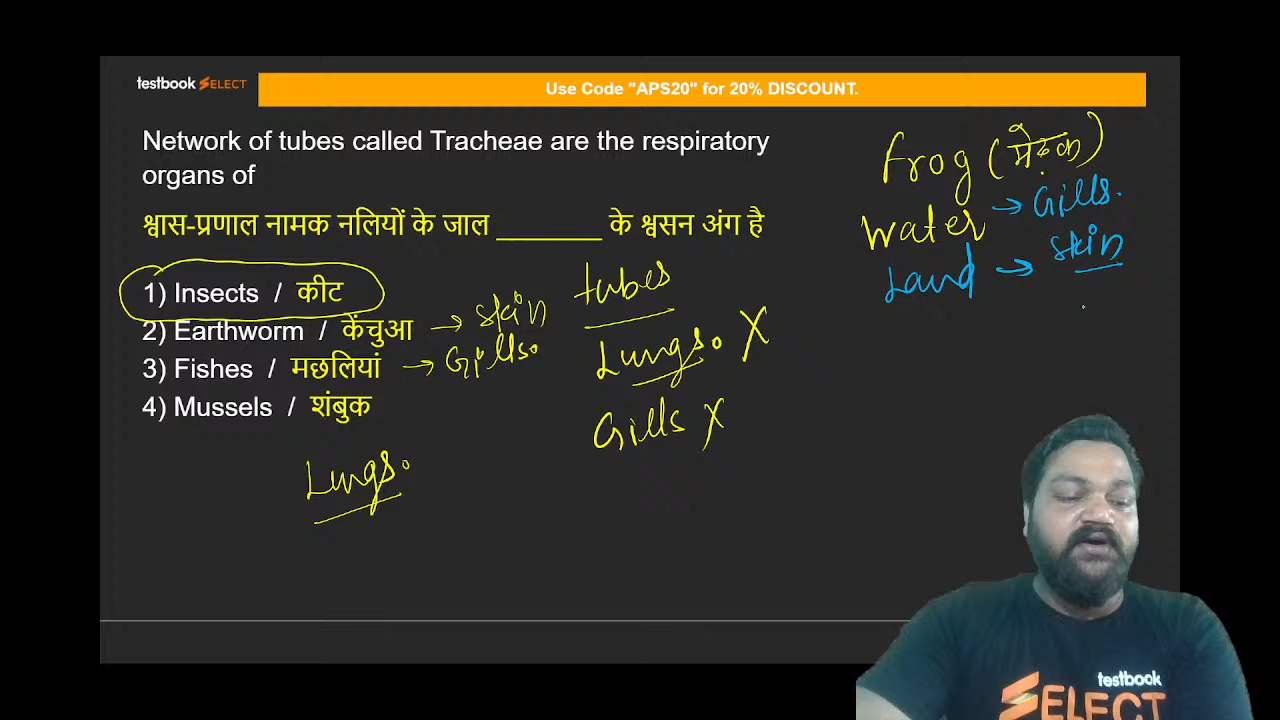 testbook SELECT
Use Code "APS20" for 20% DISCOUNT.
Network of tubes called Tracheae are the respiratory
organs of
श्वास-प्रणाल नामक नलियों के जाल ________ के श्वसन अंग है
1) Insects / कीट
2) Earthworm / केंचुआ → skin
3) Fishes / मछलियां → Gills.
4) Mussels / शंबुक
Lungs.
tubes
Lungs. X
Gills X
Frog (मेंढक)
Water → Gills.
Land → skin
testbook
SELECT